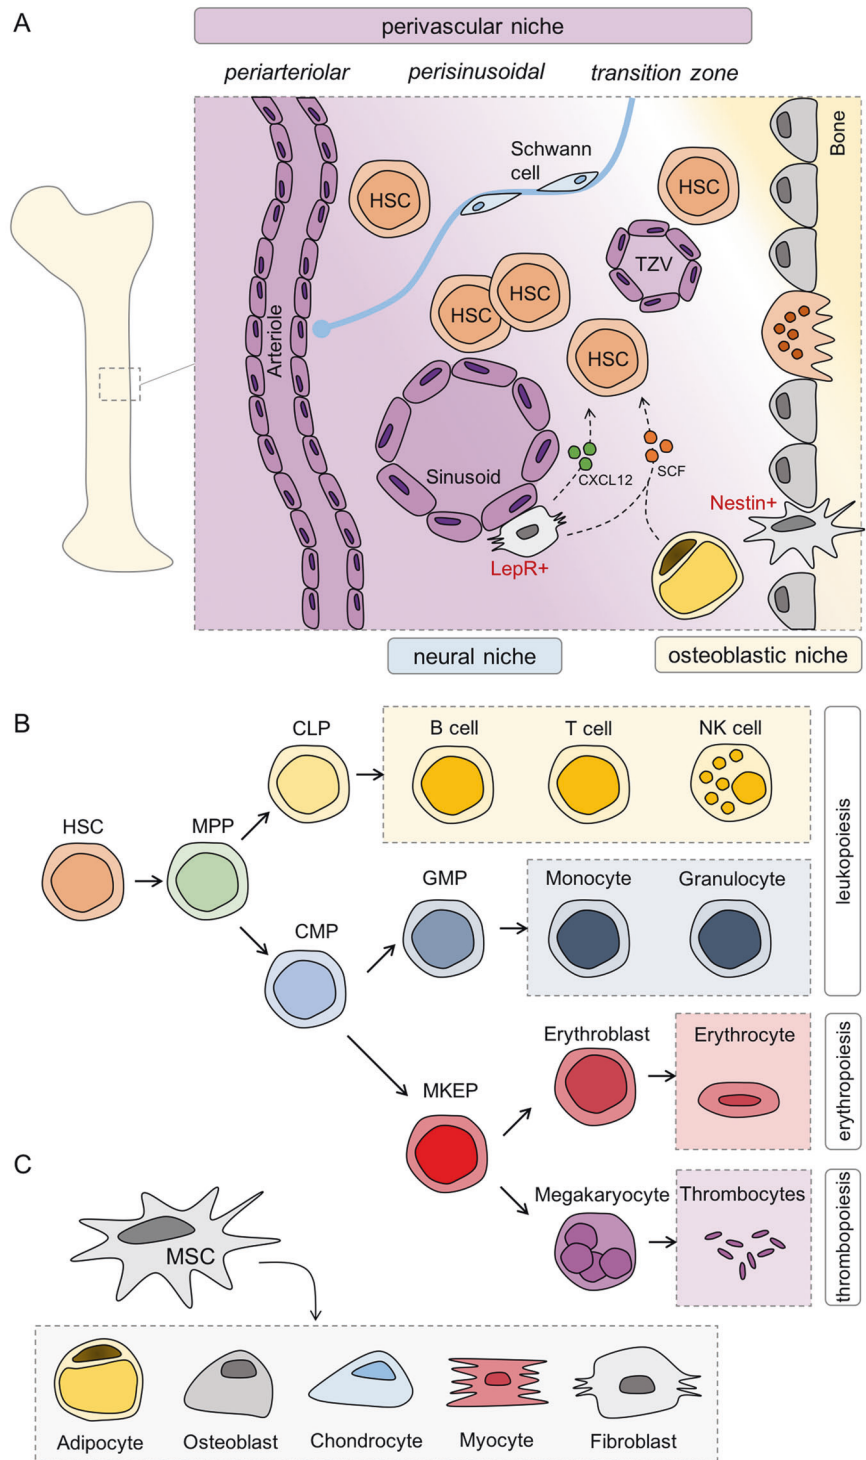 A
perivascular niche
periarteriolar
perisinusoidal
transition zone
Bone
Schwann
cell
HSC
HSC
TZV
HSC
HSC
Arteriole
HSC
Sinusoid
CXCL12
SCF
Nestin+
LepR+
neural niche
osteoblastic niche
B
CLP
B cell
T cell
NK cell
leukopoiesis
HSC
MPP
GMP
Monocyte
Granulocyte
CMP
Erythroblast
Erythrocyte
erythropoiesis
MKEP
C
Megakaryocyte
Thrombocytes
thrombopoiesis
MSC
Adipocyte
Osteoblast
Chondrocyte
Myocyte
Fibroblast